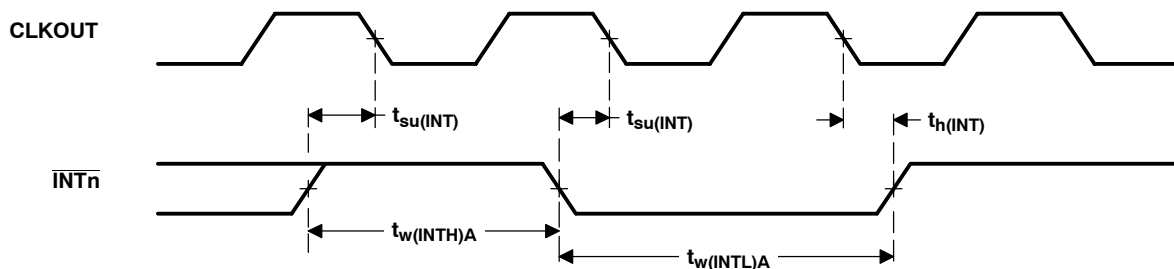 CLKOUT
tsu(INT)
tsu(INT)
th(INT)
INTn
tw(INTH)A
tw(INTL)A